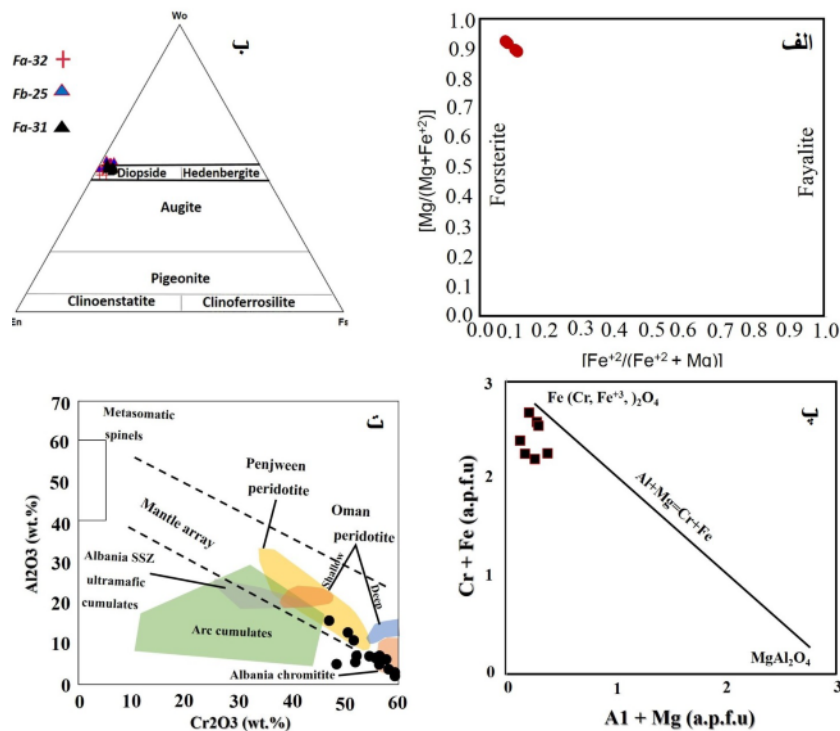 Wo
ب
Fa-32
Fb-25
Fa-31
Diopside
Hedenbergite
Augite
Pigeonite
Clinoenstatite
Clinoferrosilite
En
Fs
الف
[Mg/(Mg+Fe+2)]
1.0
0.9
0.8
0.7
0.6
0.5
0.4
0.3
0.2
0.1
0.0
Forsterite
Fayalite
0.0 0.1 0.2 0.3 0.4 0.5 0.6 0.7 0.8 0.9 1.0
[Fe+2/(Fe+2 + Mg)]
Al2O3 (wt.%)
70
60
50
40
30
20
10
0
Metasomatic
spinels
Penjween
peridotite
Mantle array
Oman
peridotite
Shallow
Deep
Albania SSZ
ultramafic
cumulates
Arc cumulates
Albania chromitite
0 10 20 30 40 50 60
Cr2O3 (wt.%)
Cr + Fe (a.p.f.u)
3
2
1
0
Fe (Cr, Fe+3, )2O4
Al+Mg=Cr+Fe
MgAl2O4
0 1 2 3
A1 + Mg (a.p.f.u)